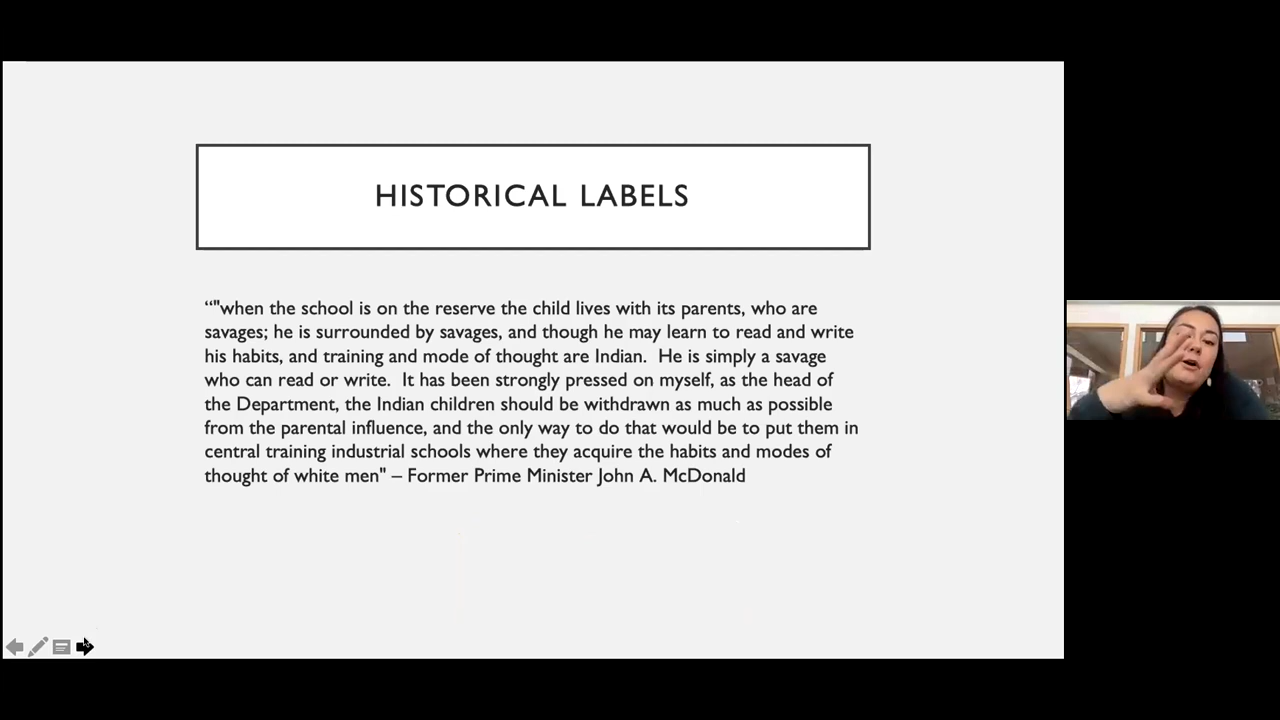 HISTORICAL LABELS
“"when the school is on the reserve the child lives with its parents, who are
savages; he is surrounded by savages, and though he may learn to read and write
his habits, and training and mode of thought are Indian.  He is simply a savage
who can read or write.  It has been strongly pressed on myself, as the head of
the Department, the Indian children should be withdrawn as much as possible
from the parental influence, and the only way to do that would be to put them in
central training industrial schools where they acquire the habits and modes of
thought of white men" – Former Prime Minister John A. McDonald